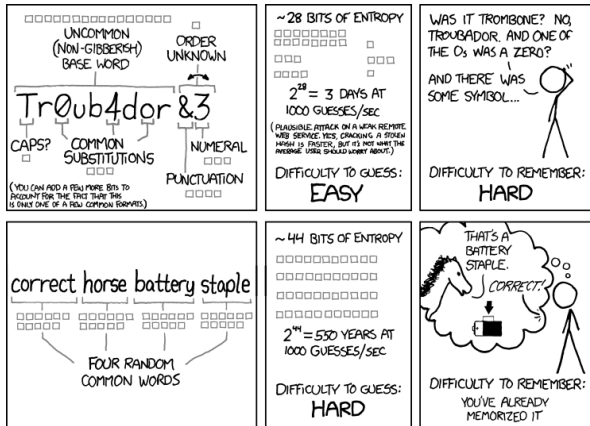 UNCOMMON
(NON-GIBBERISH)
BASE WORD
ORDER
UNKNOWN
Tr0ub4dor &3
CAPS?
COMMON
SUBSTITUTIONS
NUMERAL
PUNCTUATION
(YOU CAN ADD A FEW MORE BITS TO
ACCOUNT FOR THE FACT THAT THIS
IS ONLY ONE OF A FEW COMMON FORMATS.)
~28 BITS OF ENTROPY
2^28 = 3 DAYS AT
1000 GUESSES/SEC
(PLAUSIBLE ATTACK ON A WEAK REMOTE
WEB SERVICE. YES, CRACKING A STOLEN
HASH IS FASTER, BUT IT'S NOT WHAT THE
AVERAGE USER SHOULD WORRY ABOUT.)
DIFFICULTY TO GUESS:
EASY
WAS IT TROMBONE? NO,
TROUBADOR. AND ONE OF
THE Os WAS A ZERO?
AND THERE WAS
SOME SYMBOL...
DIFFICULTY TO REMEMBER:
HARD
correct horse battery staple
FOUR RANDOM
COMMON WORDS
~44 BITS OF ENTROPY
2^44 = 550 YEARS AT
1000 GUESSES/SEC
DIFFICULTY TO GUESS:
HARD
THAT'S A
BATTERY
STAPLE.
CORRECT!
DIFFICULTY TO REMEMBER:
YOU'VE ALREADY
MEMORIZED IT